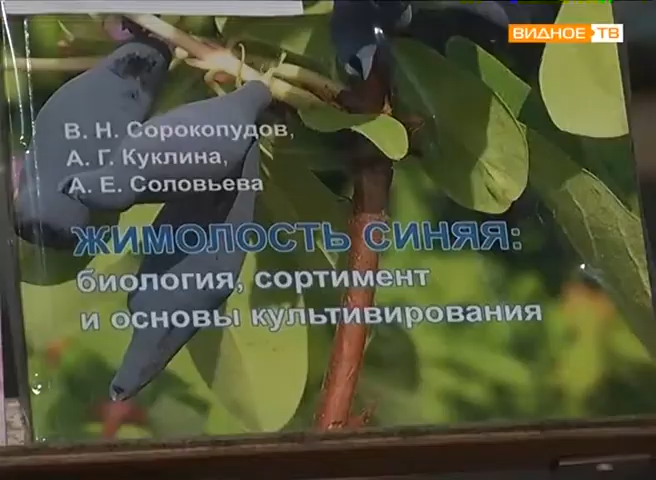 ВИДНОЕ ТВ
В. Н. Сорокопудов,
А. Г. Куклина,
А. Е. Соловьева
ЖИМОЛОСТЬ СИНЯЯ:
биология, сортимент
и основы культивирования